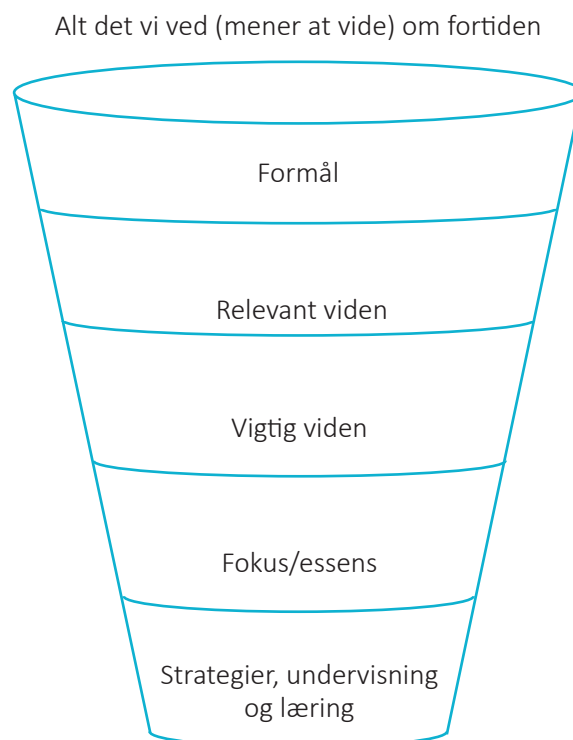 Alt det vi ved (mener at vide) om fortiden
Formål
Relevant viden
Vigtig viden
Fokus/essens
Strategier, undervisning
og læring